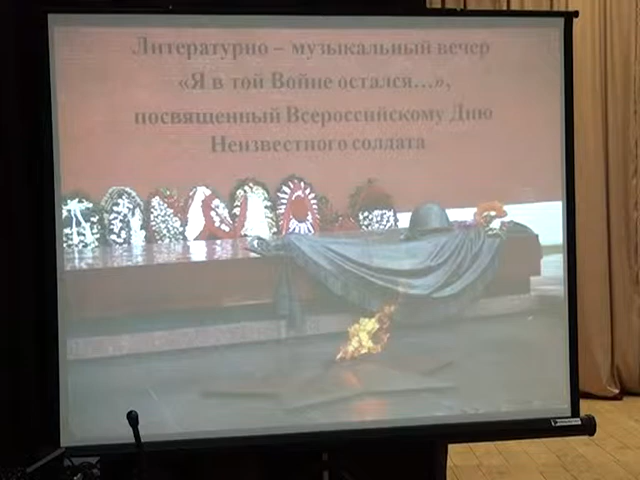 Литературно – музыкальный вечер
«Я в той Войне остался...»,
посвященный Всероссийскому Дню
Неизвестного солдата